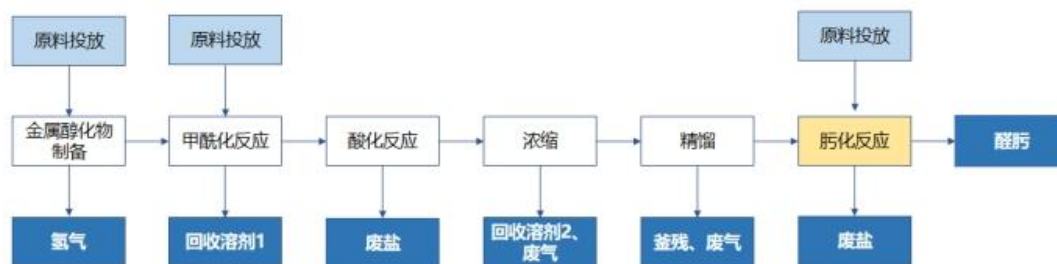 原料投放
原料投放
原料投放
金属醇化物
制备
甲酰化反应
酸化反应
浓缩
精馏
肟化反应
醛肟
氢气
回收溶剂1
废盐
回收溶剂2、
废气
釜残、废气
废盐